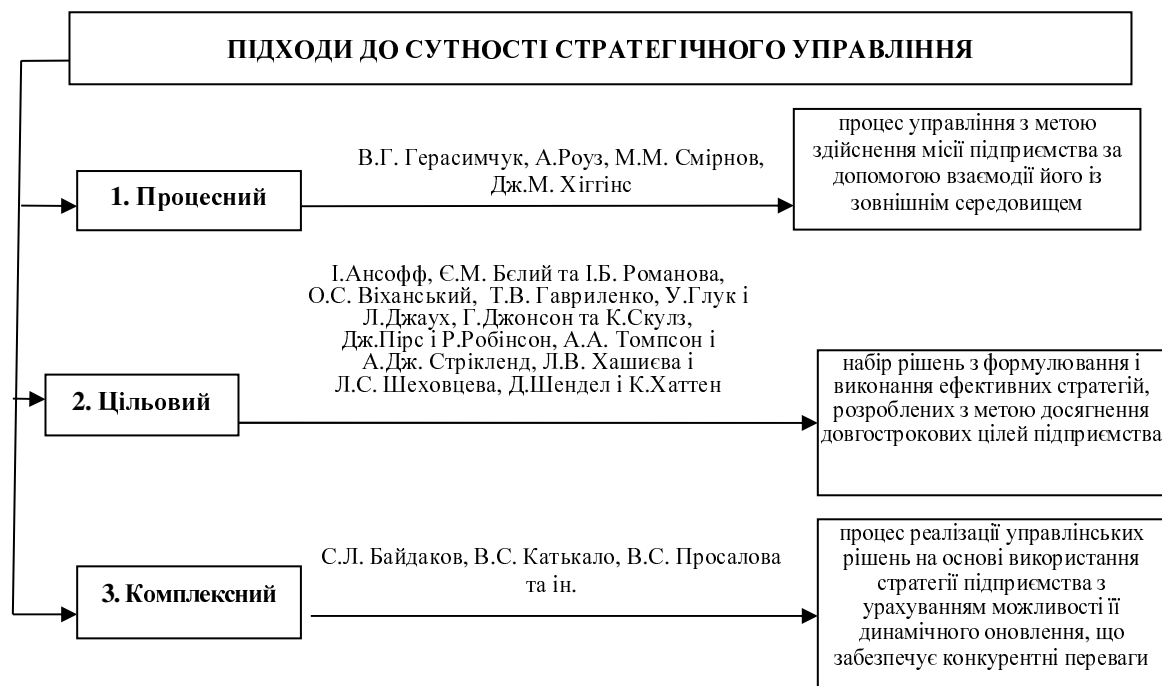 ПІДХОДИ ДО СУТНОСТІ СТРАТЕГІЧНОГО УПРАВЛІННЯ
1. Процесний
В.Г. Герасимчук, А.Роуз, М.М. Смірнов,
Дж.М. Хіггінс
процес управління з метою
здійснення місії підприємства за
допомогою взаємодії його із
зовнішнім середовищем
2. Цільовий
І.Ансофф, Є.М. Бєлий та І.Б. Романова,
О.С. Віханський, Т.В. Гавриленко, У.Глук і
Л.Джаух, Г.Джонсон та К.Скулз,
Дж.Пірс і Р.Робінсон, А.А. Томпсон і
А.Дж. Стрікленд, Л.В. Хашиєва і
Л.С. Шеховцева, Д.Шендел і К.Хаттен
набір рішень з формулювання і
виконання ефективних стратегій,
розроблених з метою досягнення
довгострокових цілей підприємства
3. Комплексний
С.Л. Байдаков, В.С. Катькало, В.С. Просалова
та ін.
процес реалізації управлінських
рішень на основі використання
стратегії підприємства з
урахуванням можливості її
динамічного оновлення, що
забезпечує конкурентні переваги